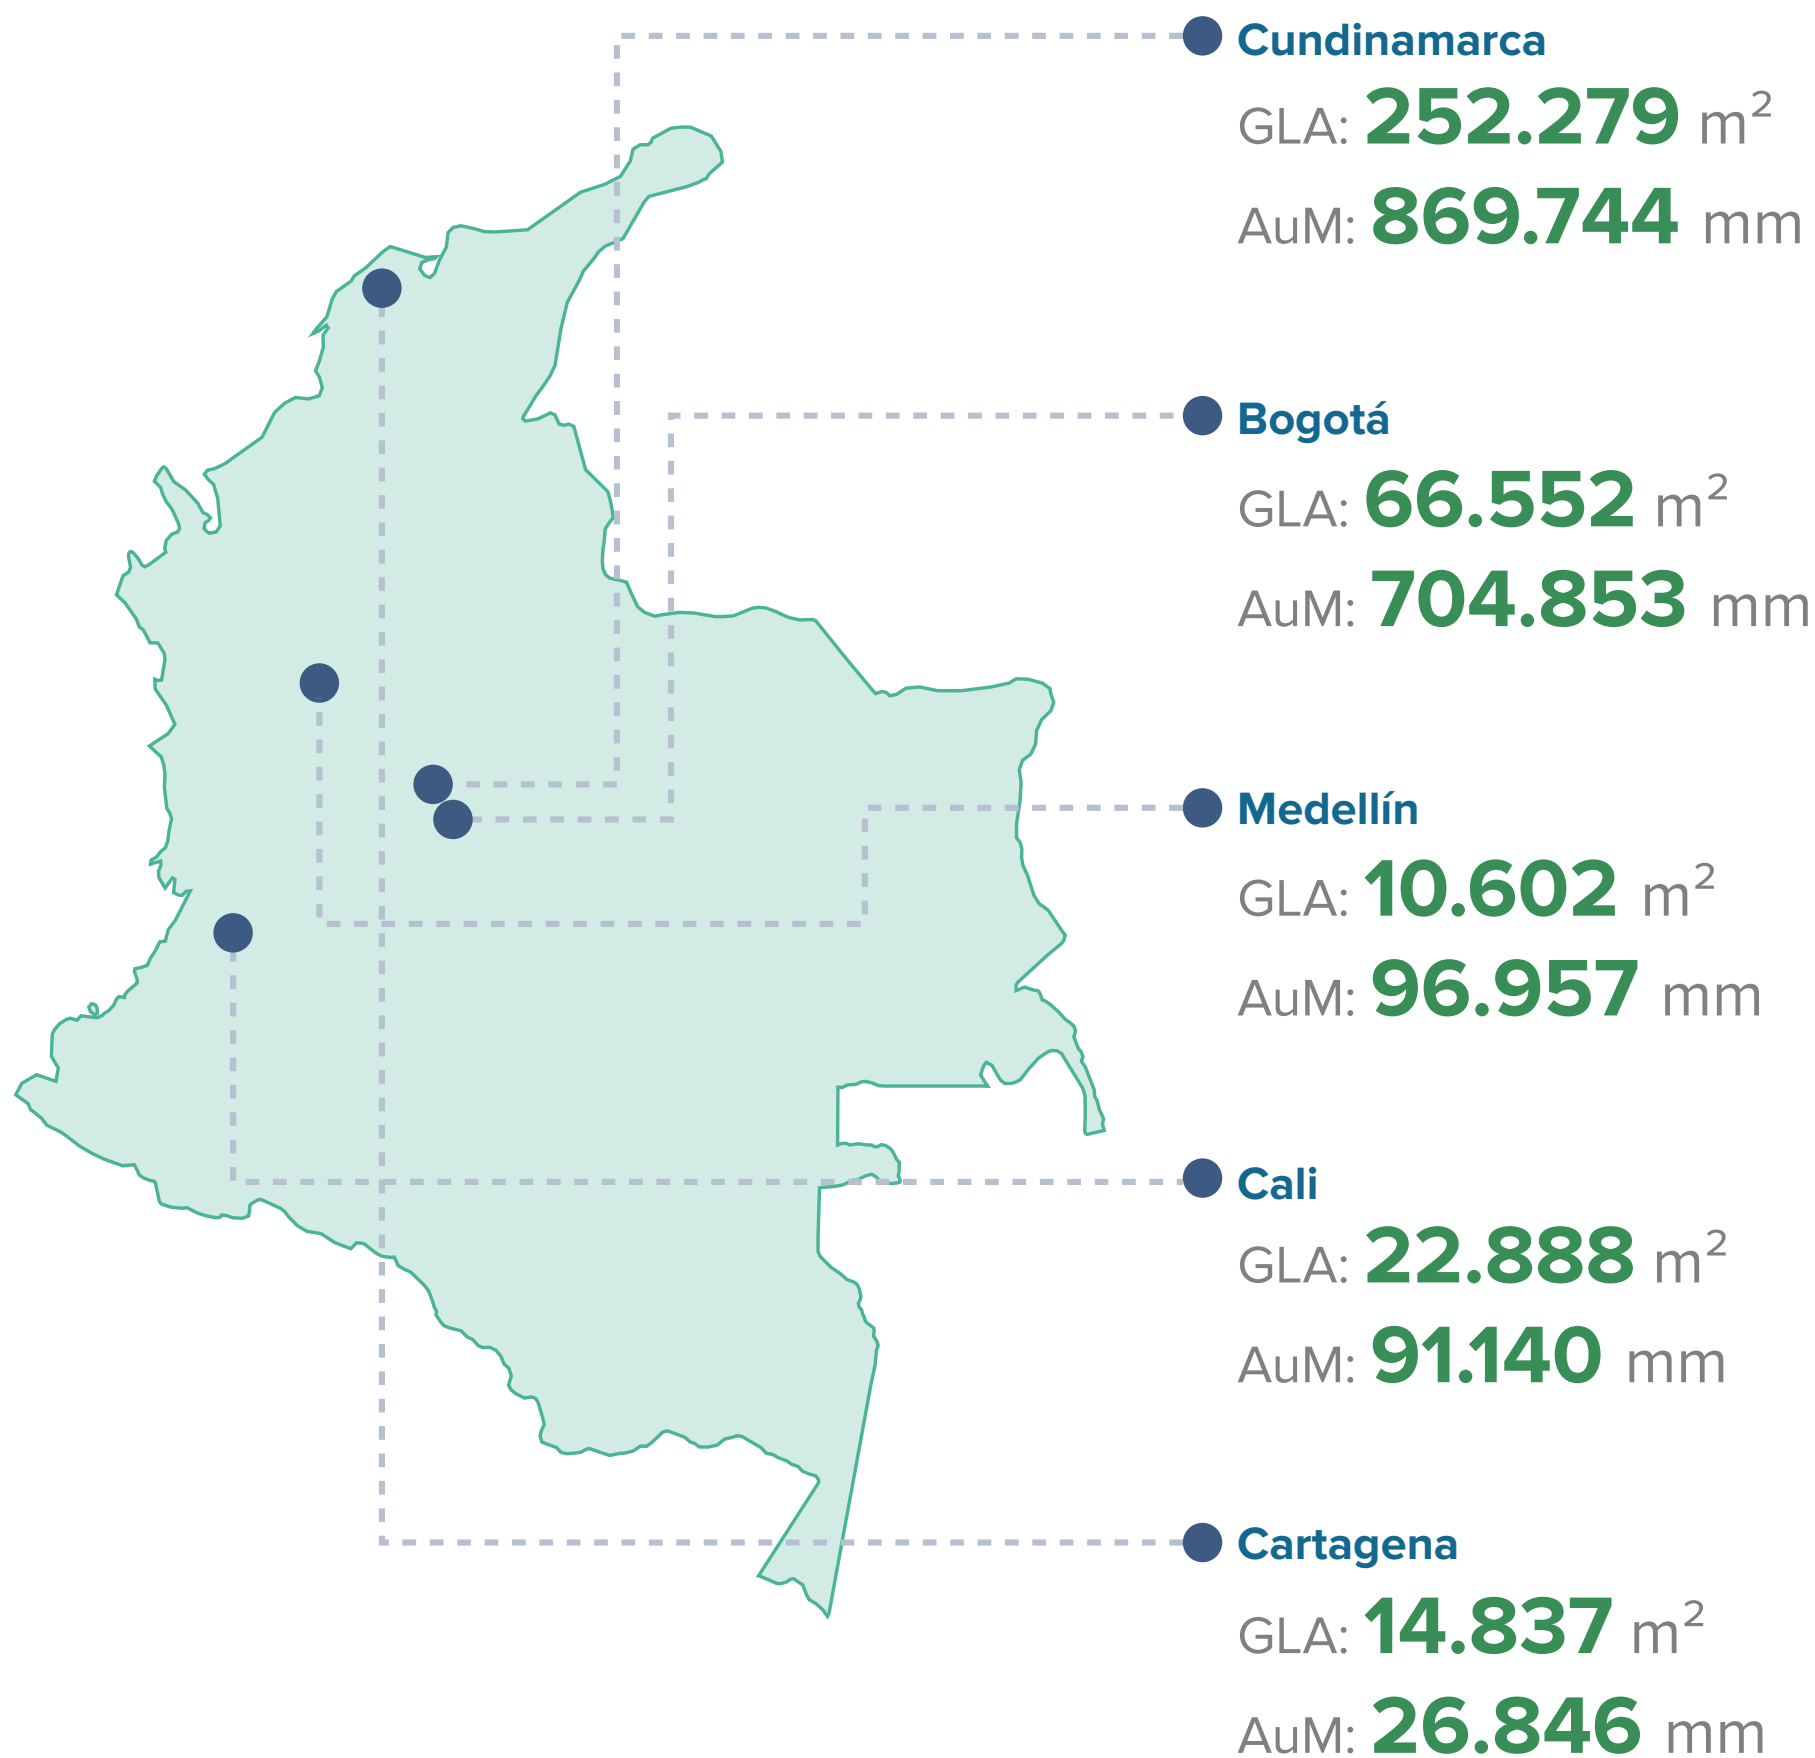 Cundinamarca
GLA: 252.279 m²
AuM: 869.744 mm
Bogotá
GLA: 66.552 m²
AuM: 704.853 mm
Medellín
GLA: 10.602 m²
AuM: 96.957 mm
Cali
GLA: 22.888 m²
AuM: 91.140 mm
Cartagena
GLA: 14.837 m²
AuM: 26.846 mm